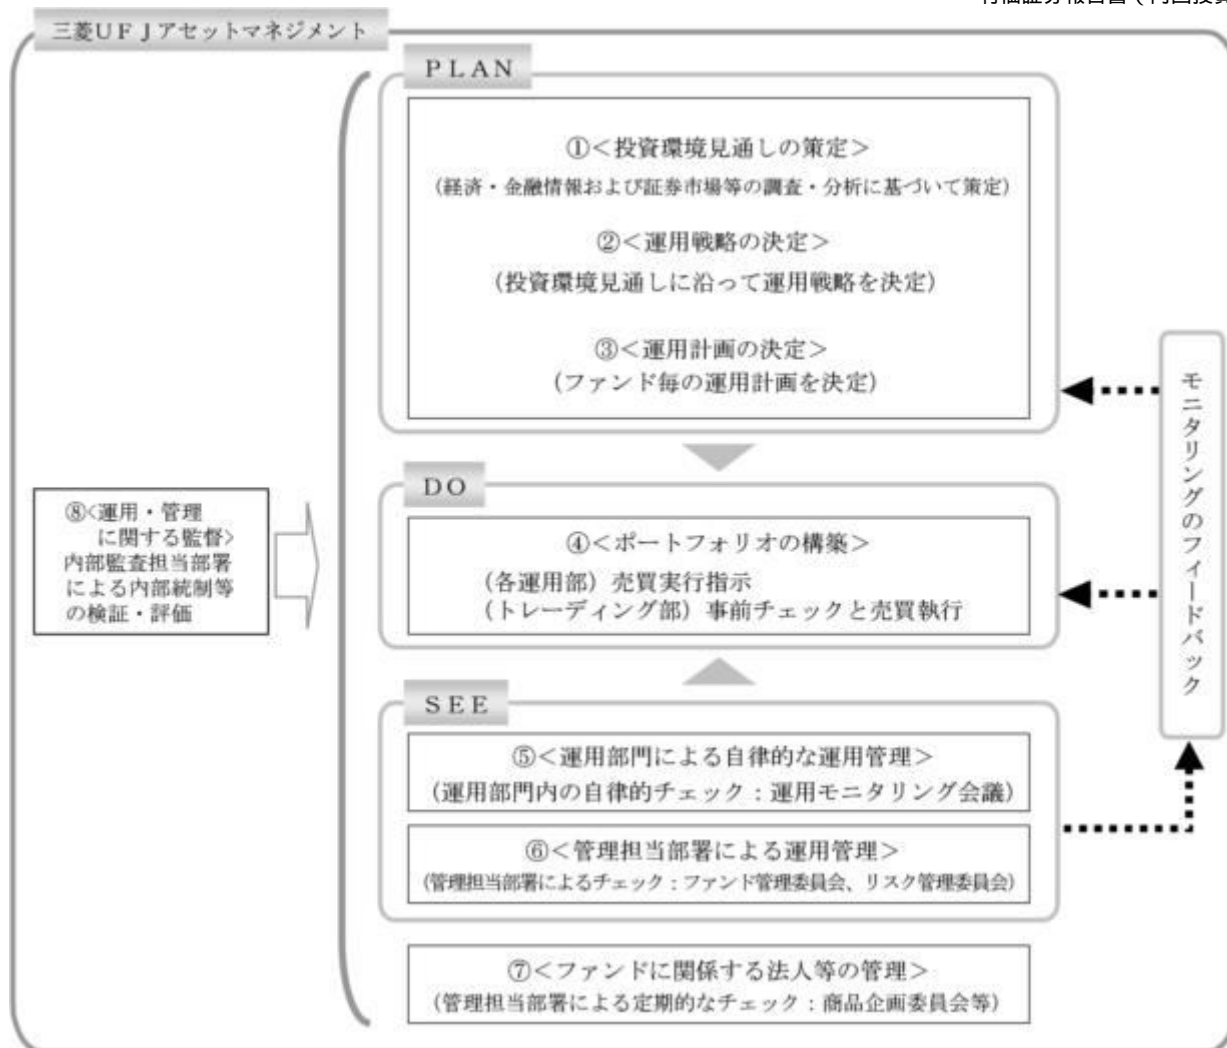 三菱UFJアセットマネジメント
PLAN
①<投資環境見通しの策定>
(経済・金融情報および証券市場等の調査・分析に基づいて策定)
②<運用戦略の決定>
(投資環境見通しに沿って運用戦略を決定)
③<運用計画の決定>
(ファンド毎の運用計画を決定)
DO
④<ポートフォリオの構築>
(各運用部)売買実行指示
(トレーディング部)事前チェックと売買執行
SEE
⑤<運用部門による自律的な運用管理>
(運用部門内の自律的チェック:運用モニタリング会議)
⑥<管理担当部署による運用管理>
(管理担当部署によるチェック:ファンド管理委員会、リスク管理委員会)
⑦<ファンドに関係する法人等の管理>
(管理担当部署による定期的なチェック:商品企画委員会等)
⑧<運用・管理
に関する監督>
内部監査担当部署
による内部統制等
の検証・評価
モニタリングのフィードバック